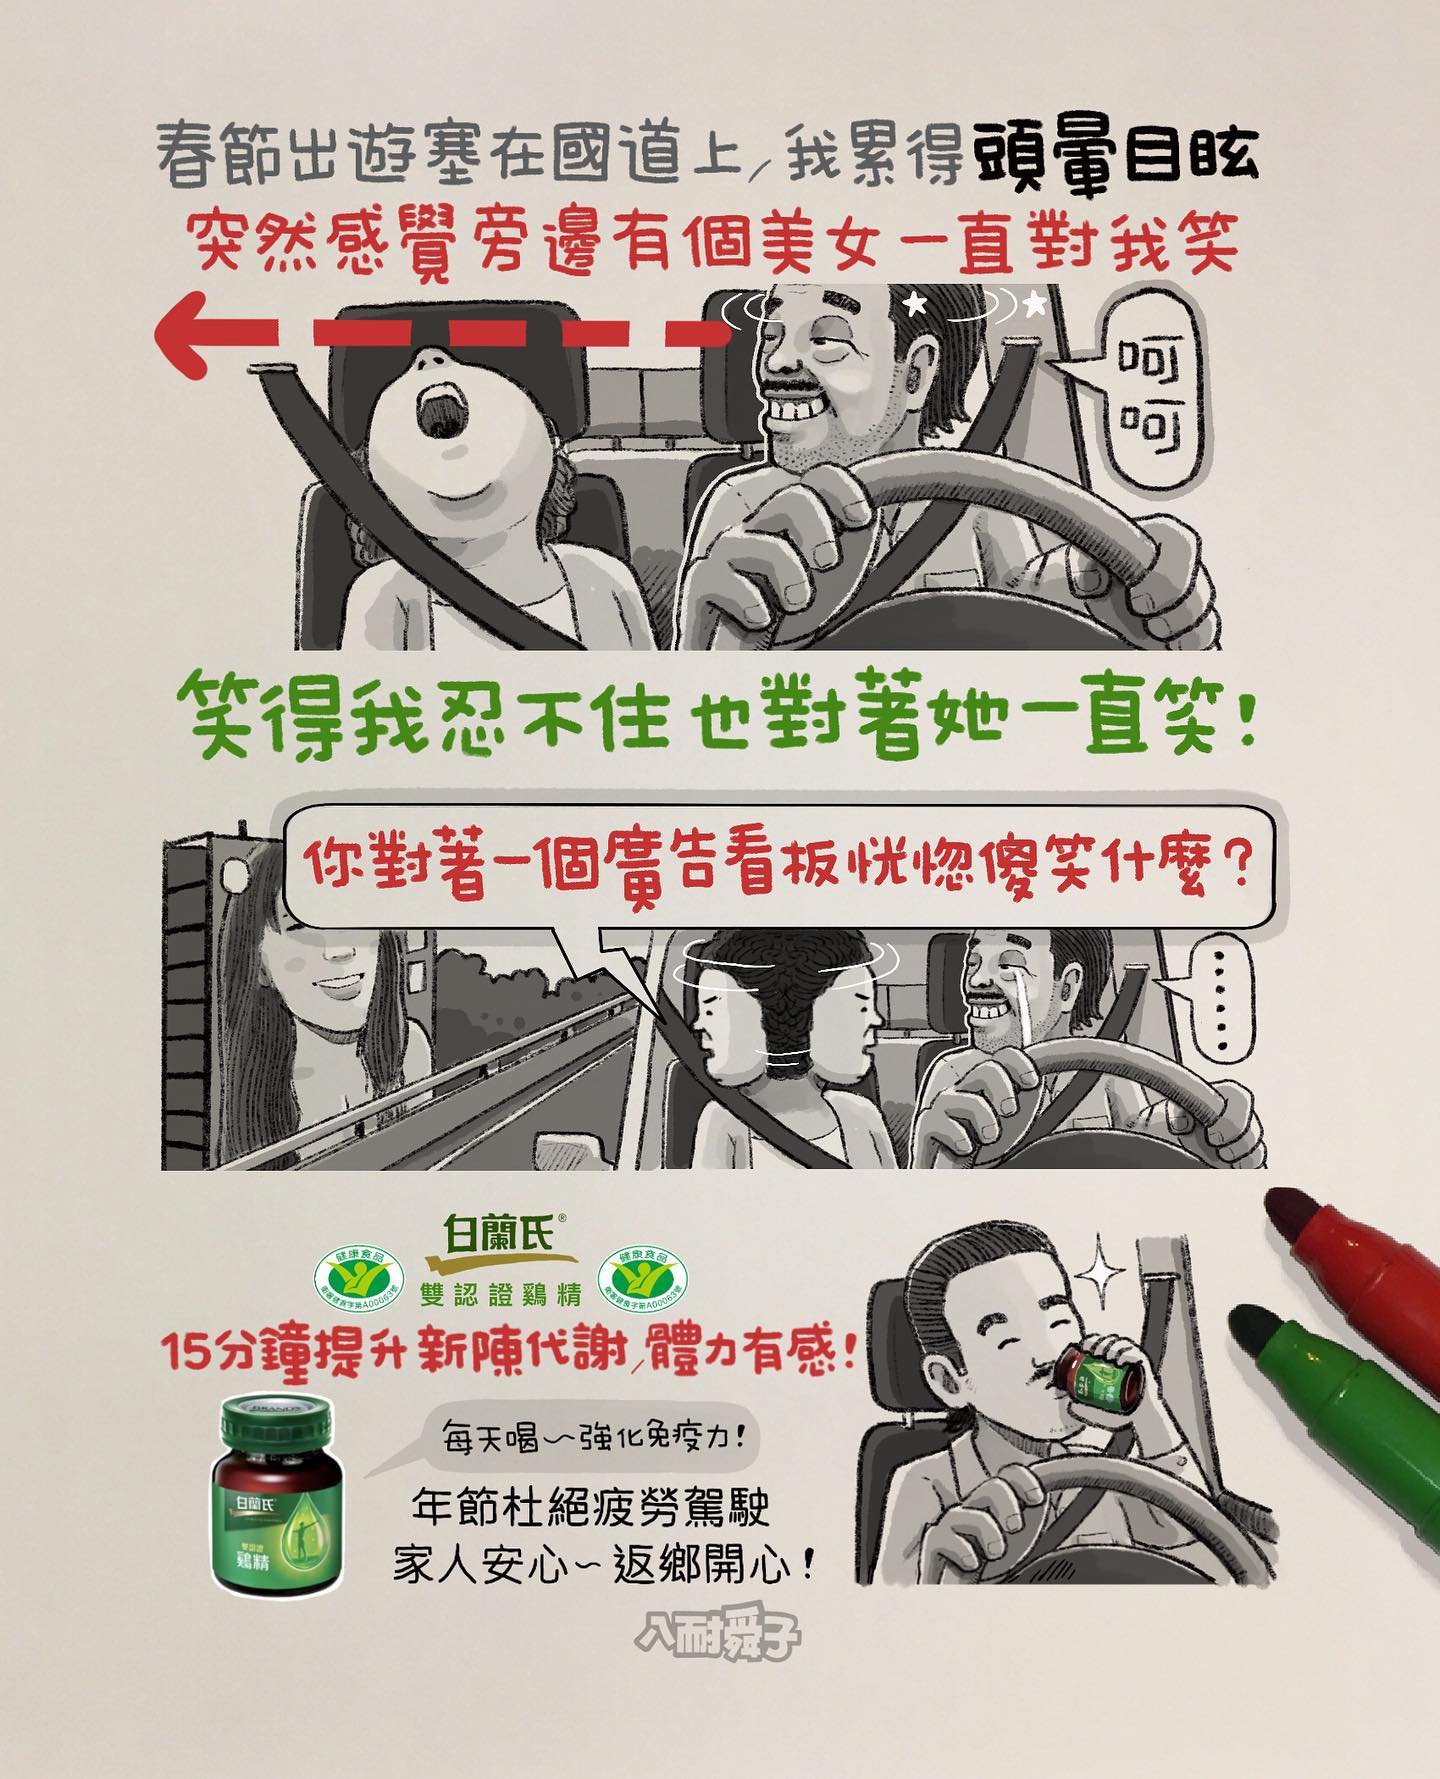 春節出遊塞在國道上，我累得頭暈目眩
突然感覺旁邊有個美女一直對我笑
呵呵
笑得我忍不住也對著她一直笑！
你對著一個廣告看板恍惚傻笑什麼？
......
白蘭氏®
雙認證鷄精
健康食品
衛署健食字第A00063號
健康食品
衛署健食字第A00063號
15分鐘提升新陳代謝，體力有感！
每天喝～強化免疫力！
BRAND'S
白蘭氏
雙認證
鷄精
年節杜絕疲勞駕駛
家人安心～返鄉開心！
八耐舜子